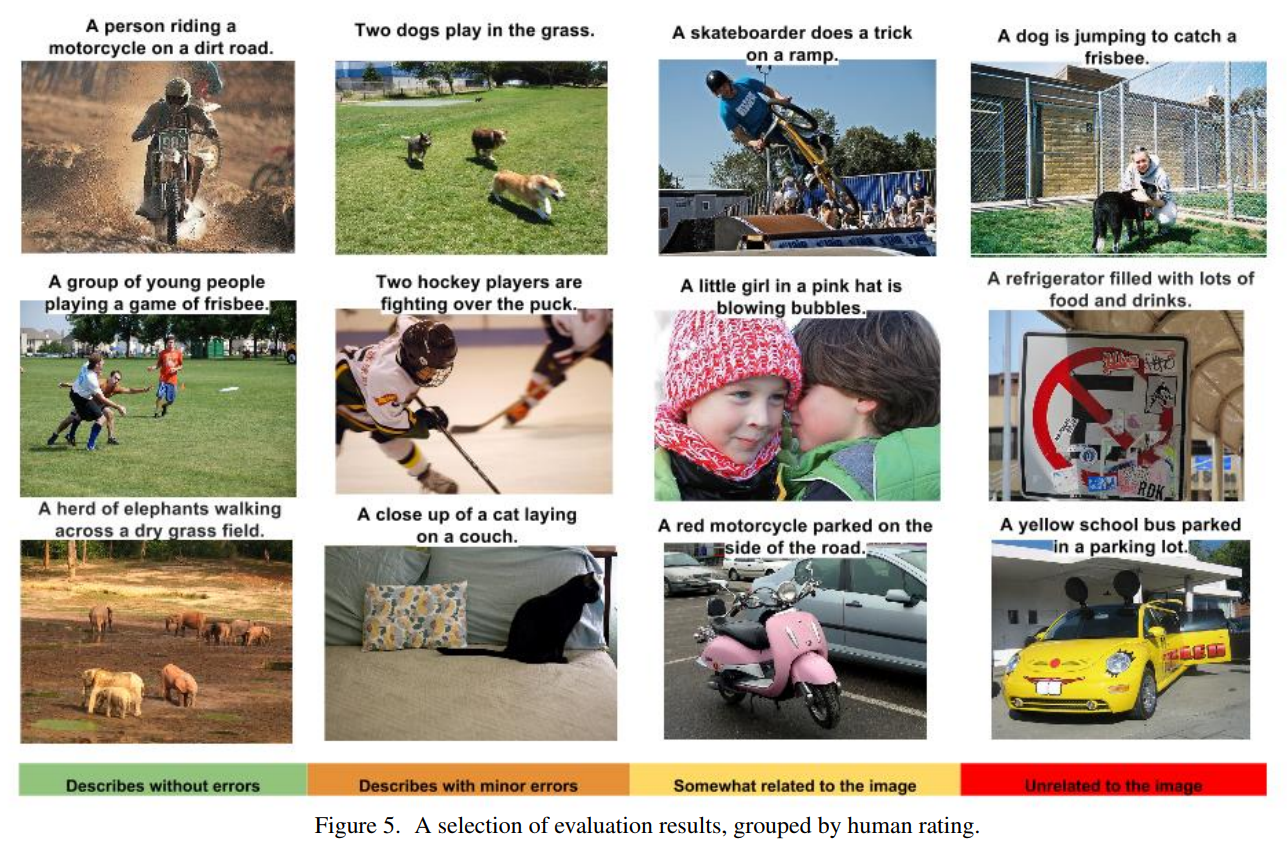 A person riding a
motorcycle on a dirt road.
Two dogs play in the grass.
A skateboarder does a trick
on a ramp.
A dog is jumping to catch a
frisbee.
A group of young people
playing a game of frisbee.
Two hockey players are
fighting over the puck.
A little girl in a pink hat is
blowing bubbles.
A refrigerator filled with lots of
food and drinks.
RDK
A herd of elephants walking
across a dry grass field.
A close up of a cat laying
on a couch.
A red motorcycle parked on the
side of the road.
A yellow school bus parked
in a parking lot.
Describes without errors
Describes with minor errors
Somewhat related to the image
Unrelated to the image
Figure 5. A selection of evaluation results, grouped by human rating.